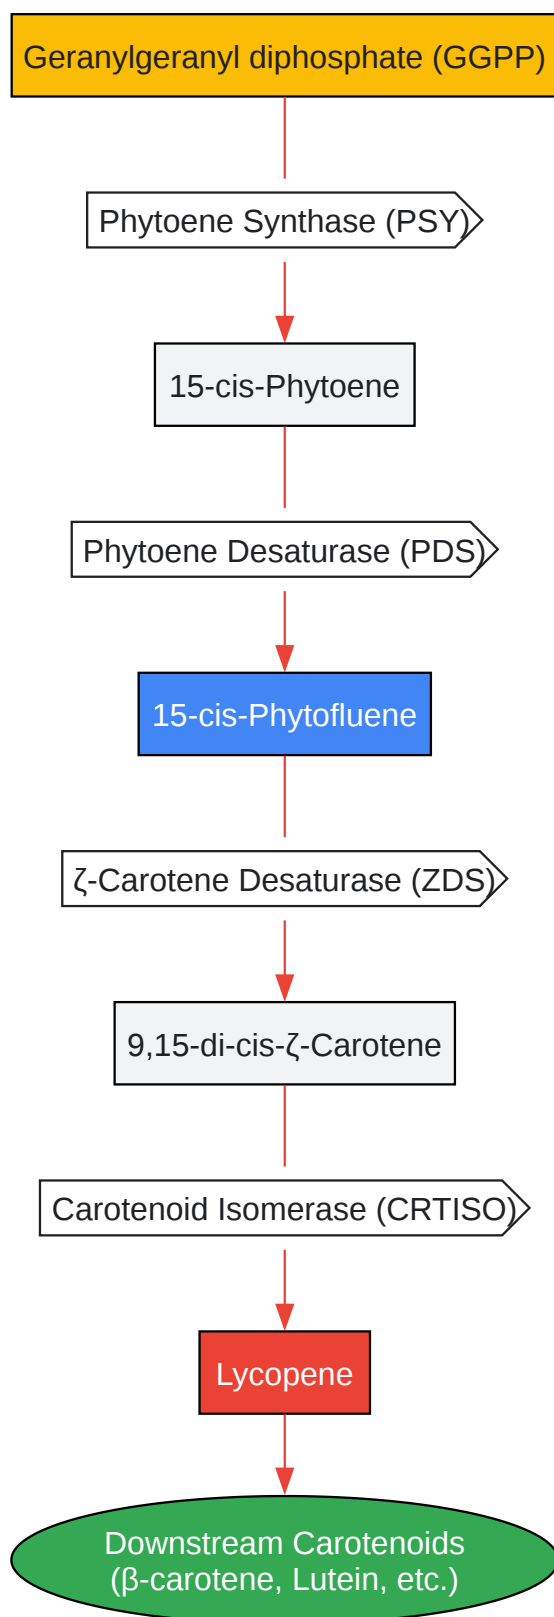 Geranylgeranyl diphosphate (GGPP)
Phytoene Synthase (PSY)
15-cis-Phytoene
Phytoene Desaturase (PDS)
15-cis-Phytofluene
ζ-Carotene Desaturase (ZDS)
9,15-di-cis-ζ-Carotene
Carotenoid Isomerase (CRTISO)
Lycopene
Downstream Carotenoids
(β-carotene, Lutein, etc.)